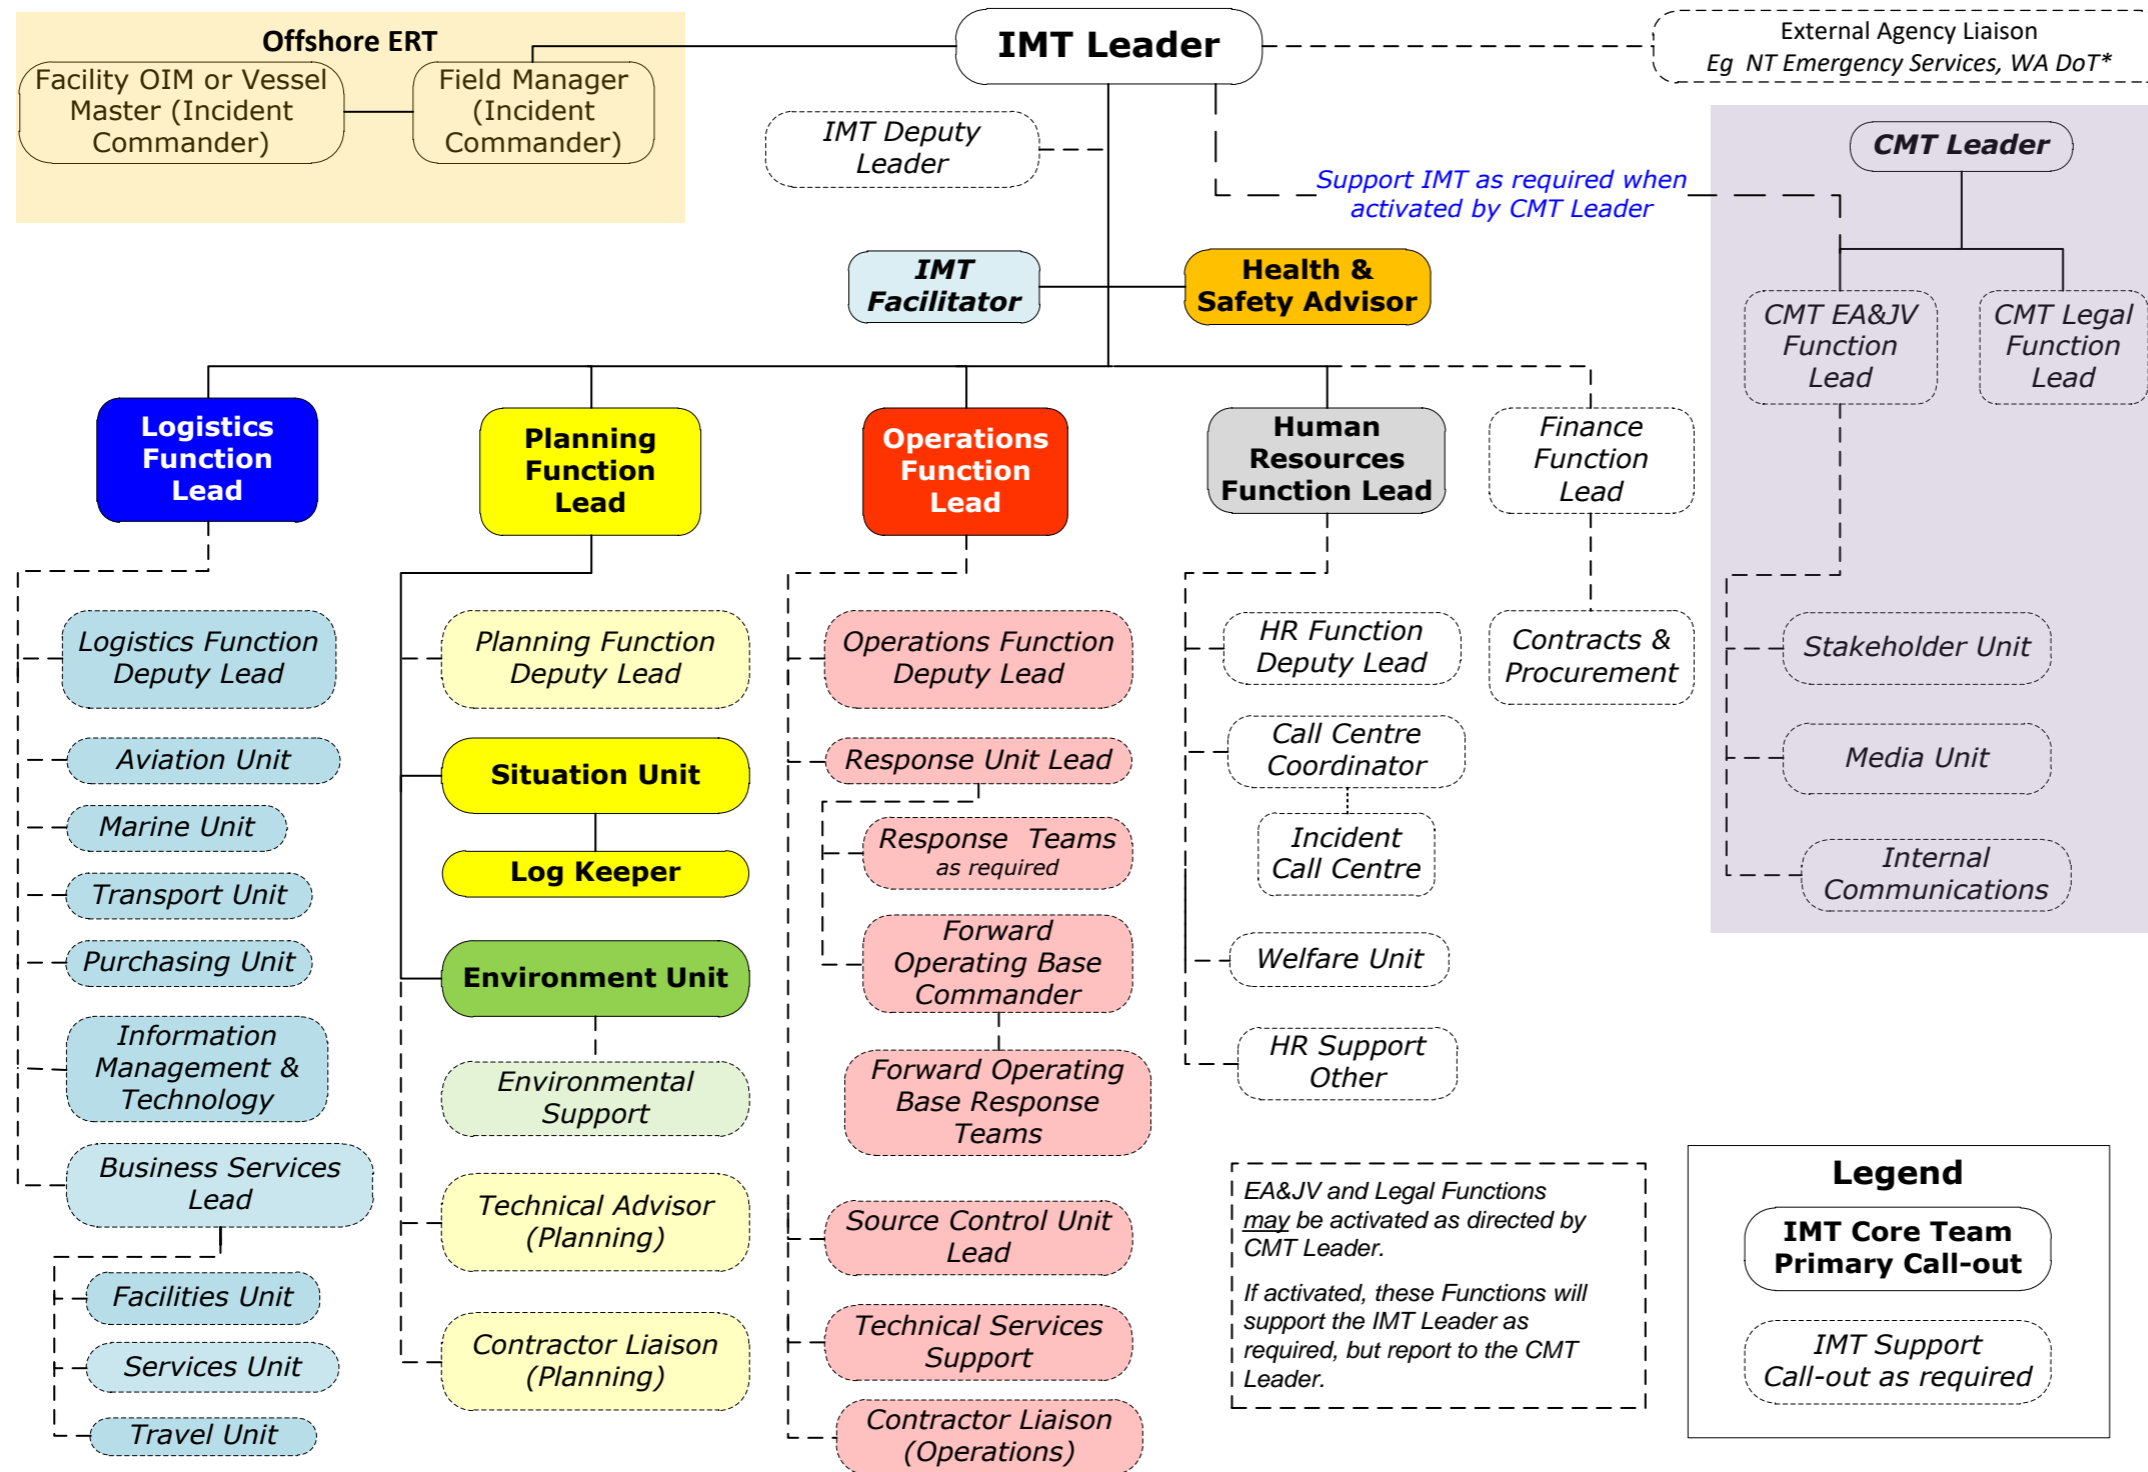 Offshore ERT
Facility OIM or Vessel
Master (Incident
Commander)
Field Manager
(Incident
Commander)
IMT Leader
External Agency Liaison
Eg NT Emergency Services, WA DoT*
IMT Deputy
Leader
Support IMT as required when
activated by CMT Leader
CMT Leader
IMT
Facilitator
Health &
Safety Advisor
CMT EA&JV
Function
Lead
CMT Legal
Function
Lead
Logistics
Function
Lead
Planning
Function
Lead
Operations
Function
Lead
Human
Resources
Function Lead
Finance
Function
Lead
Logistics Function
Deputy Lead
Aviation Unit
Marine Unit
Transport Unit
Purchasing Unit
Information
Management &
Technology
Business Services
Lead
Facilities Unit
Services Unit
Travel Unit
Planning Function
Deputy Lead
Situation Unit
Log Keeper
Environment Unit
Environmental
Support
Technical Advisor
(Planning)
Contractor Liaison
(Planning)
Operations Function
Deputy Lead
Response Unit Lead
Response Teams
as required
Forward
Operating Base
Commander
Forward Operating
Base Response
Teams
Source Control Unit
Lead
Technical Services
Support
Contractor Liaison
(Operations)
HR Function
Deputy Lead
Call Centre
Coordinator
Incident
Call Centre
Welfare Unit
HR Support
Other
Contracts &
Procurement
Stakeholder Unit
Media Unit
Internal
Communications
EA&JV and Legal Functions
may be activated as directed by
CMT Leader.
If activated, these Functions will
support the IMT Leader as
required, but report to the CMT
Leader.
Legend
IMT Core Team
Primary Call-out
IMT Support
Call-out as required